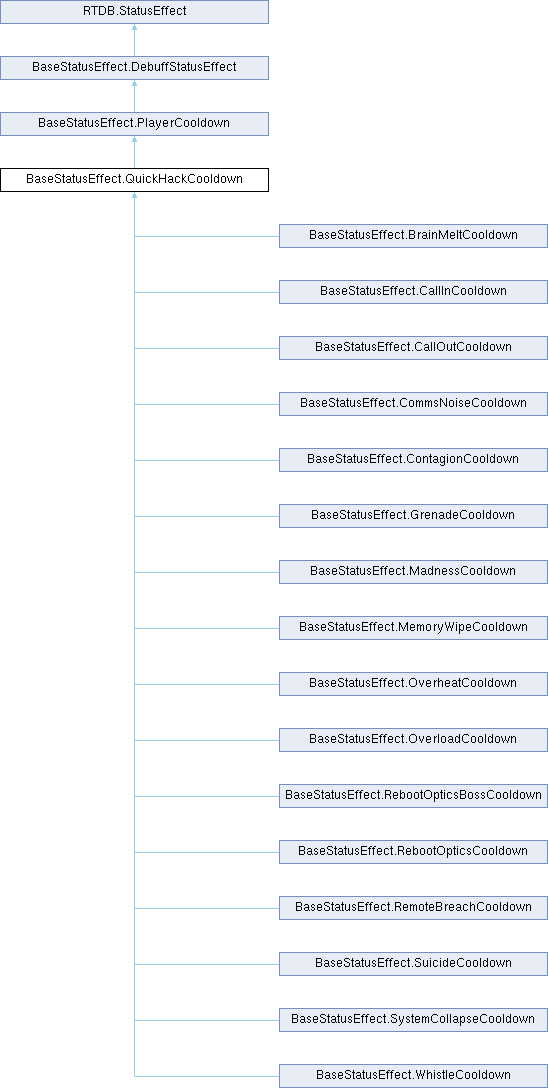 RTDB.StatusEffect
BaseStatusEffect.DebuffStatusEffect
BaseStatusEffect.PlayerCooldown
BaseStatusEffect.QuickHackCooldown
BaseStatusEffect.BrainMeltCooldown
BaseStatusEffect.CallInCooldown
BaseStatusEffect.CallOutCooldown
BaseStatusEffect.CommsNoiseCooldown
BaseStatusEffect.ContagionCooldown
BaseStatusEffect.GrenadeCooldown
BaseStatusEffect.MadnessCooldown
BaseStatusEffect.MemoryWipeCooldown
BaseStatusEffect.OverheatCooldown
BaseStatusEffect.OverloadCooldown
BaseStatusEffect.RebootOpticsBossCooldown
BaseStatusEffect.RebootOpticsCooldown
BaseStatusEffect.RemoteBreachCooldown
BaseStatusEffect.SuicideCooldown
BaseStatusEffect.SystemCollapseCooldown
BaseStatusEffect.WhistleCooldown